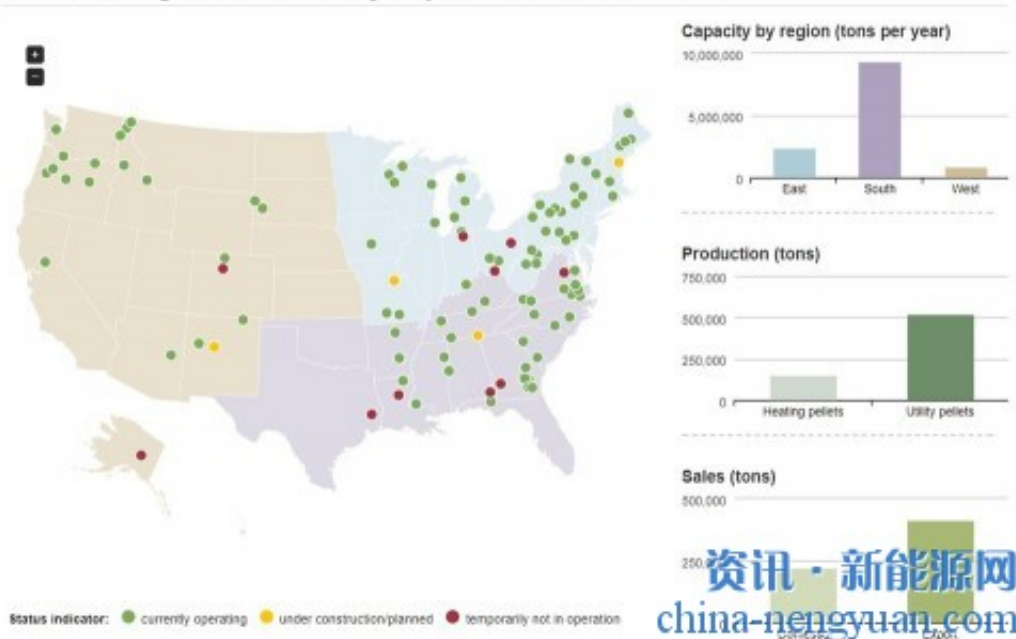 +
−
Capacity by region (tons per year)
10,000,000
5,000,000
0
East South West
Production (tons)
750,000
500,000
250,000
0
Heating pellets Utility pellets
Sales (tons)
500,000
资讯·新能源网
china-nengyuan.com
Status indicator: currently operating under construction/planned temporarily not in operation